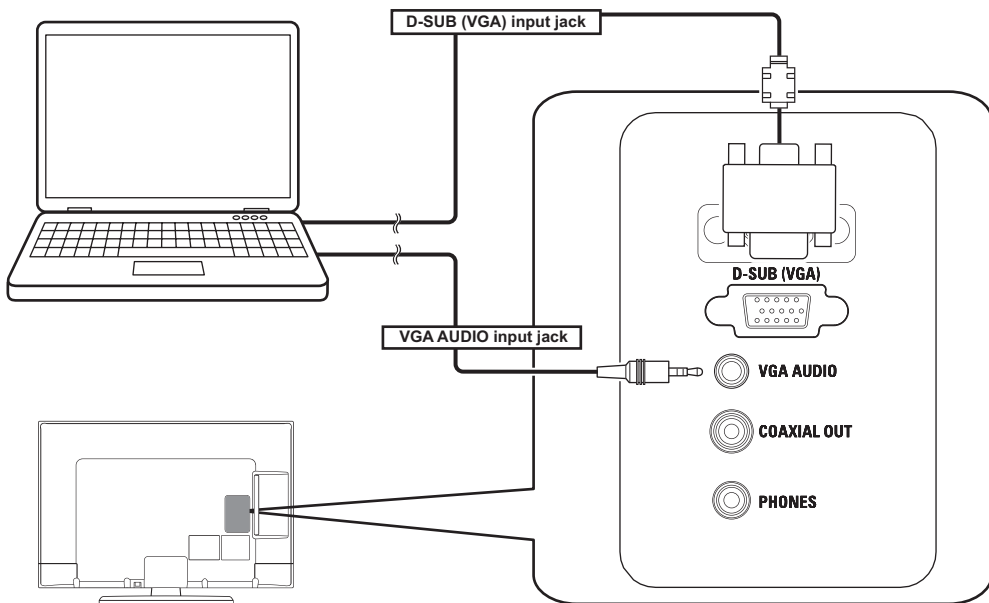 D-SUB (VGA) input jack
D-SUB (VGA)
VGA AUDIO input jack
VGA AUDIO
COAXIAL OUT
PHONES